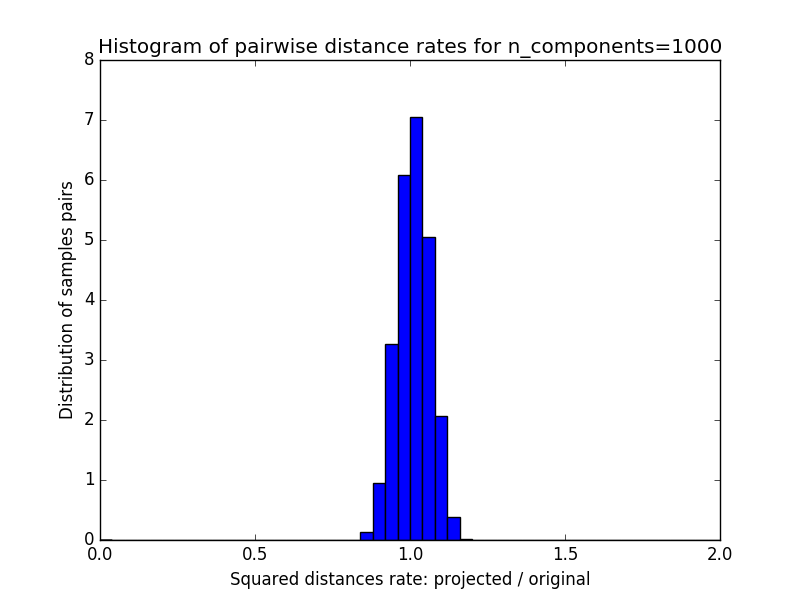 Histogram of pairwise distance rates for n_components=1000
8
7
6
5
4
3
2
1
0
Distribution of samples pairs
0.0 0.5 1.0 1.5 2.0
Squared distances rate: projected / original